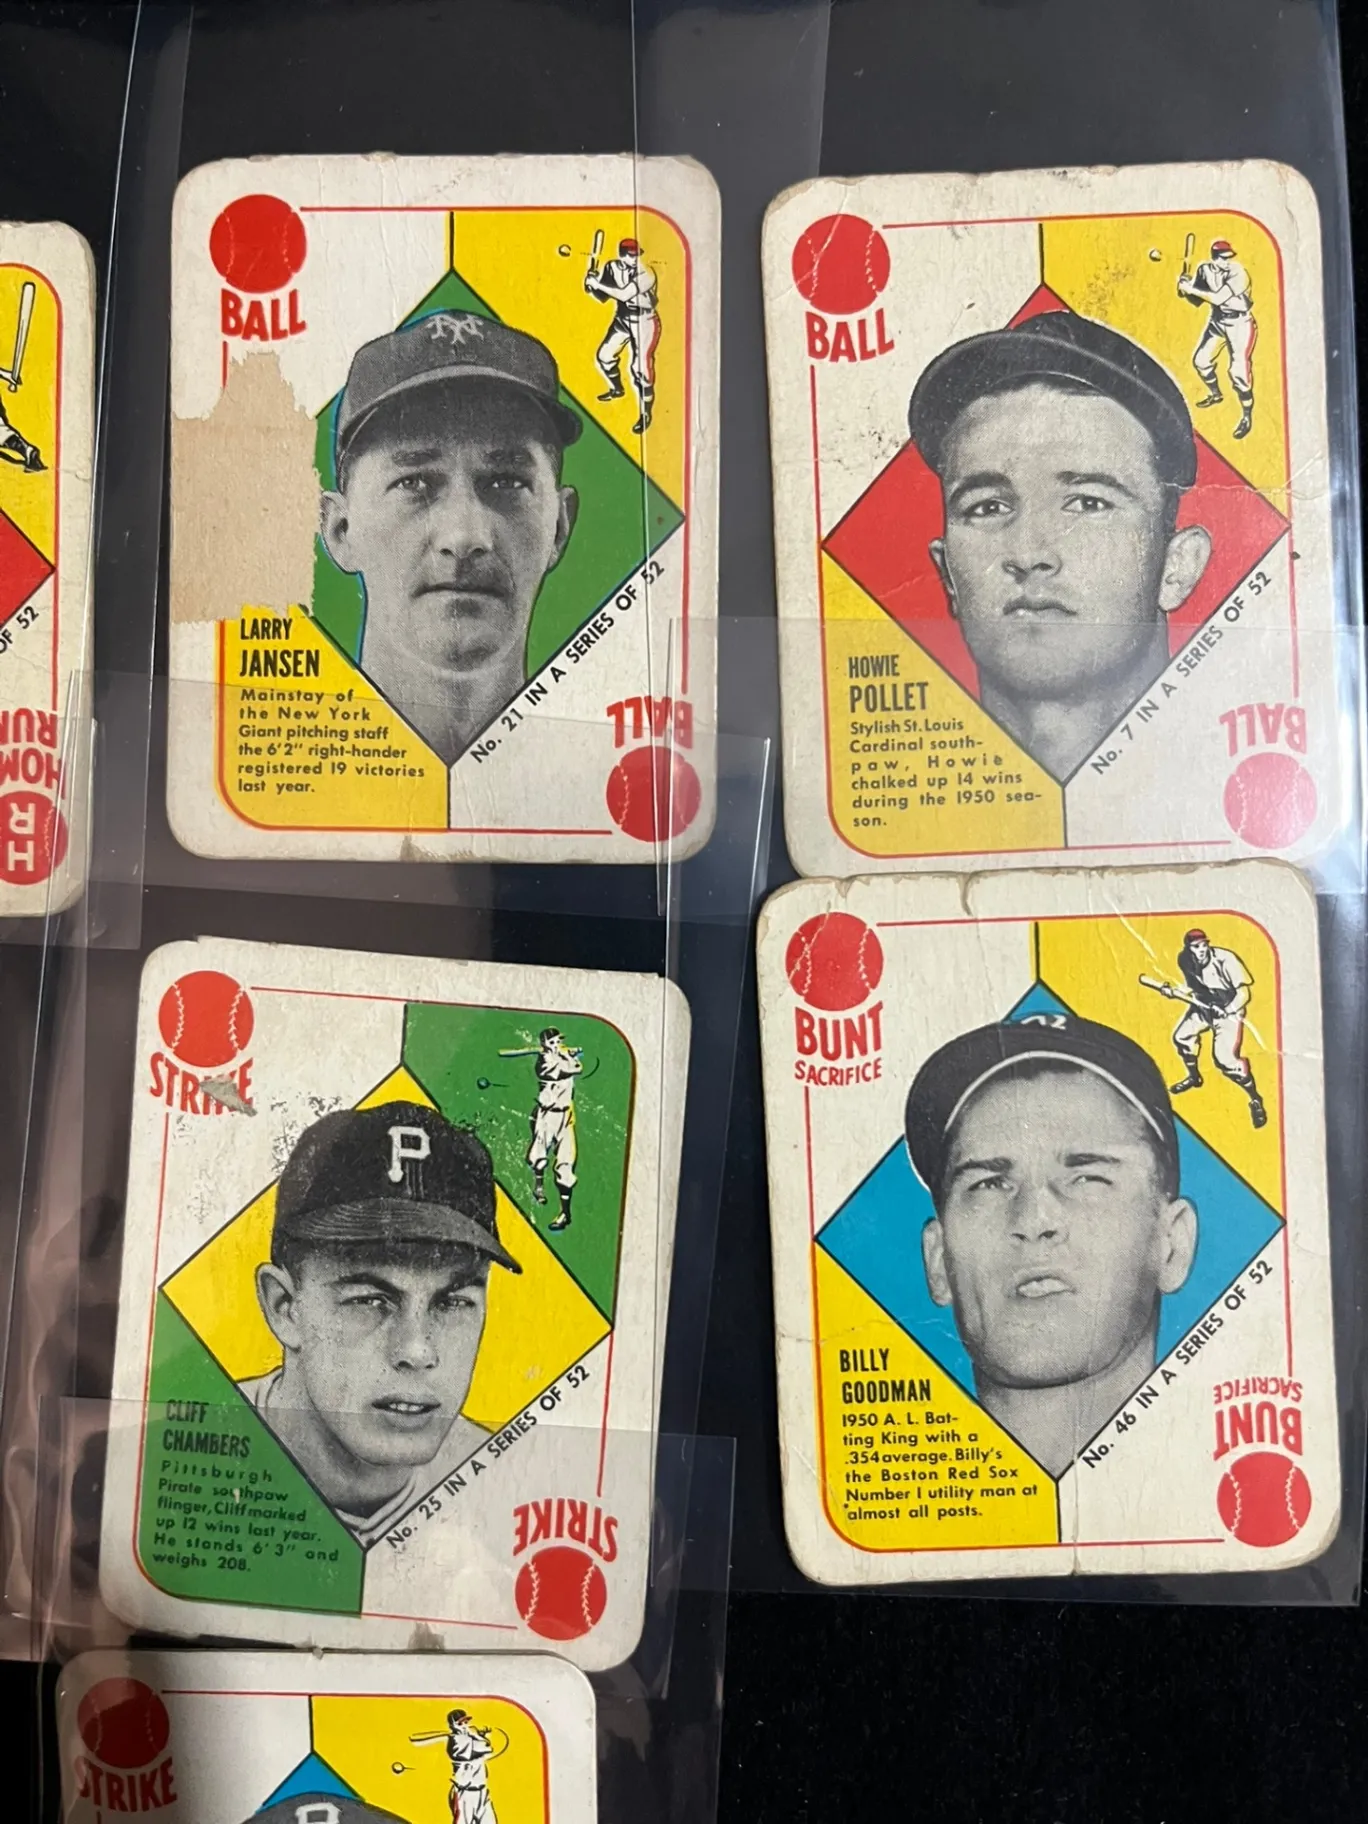 BALL
LARRY
JANSEN
Mainstay of
the New York
Giant pitching staff
the 6'2" right-hander
registered 19 victories
last year.
No. 21 IN A SERIES OF 52
BALL
BALL
HOWIE
POLLET
Stylish St. Louis
Cardinal south-
paw, Howie
chalked up 14 wins
during the 1950 sea-
son.
No. 7 IN A SERIES OF 52
BALL
OF 52
HOME
RUN
HR
STRIKE
P
CLIFF
CHAMBERS
Pittsburgh
Pirate southpaw
flinger, Cliff marked
up 12 wins last year.
He stands 6' 3" and
weighs 208.
No. 25 IN A SERIES OF 52
STRIKE
BUNT
SACRIFICE
BILLY
GOODMAN
1950 A. L. Bat-
ting King with a
.354 average. Billy's
the Boston Red Sox
Number 1 utility man at
almost all posts.
No. 46 IN A SERIES OF 52
BUNT
SACRIFICE
STRIKE
P